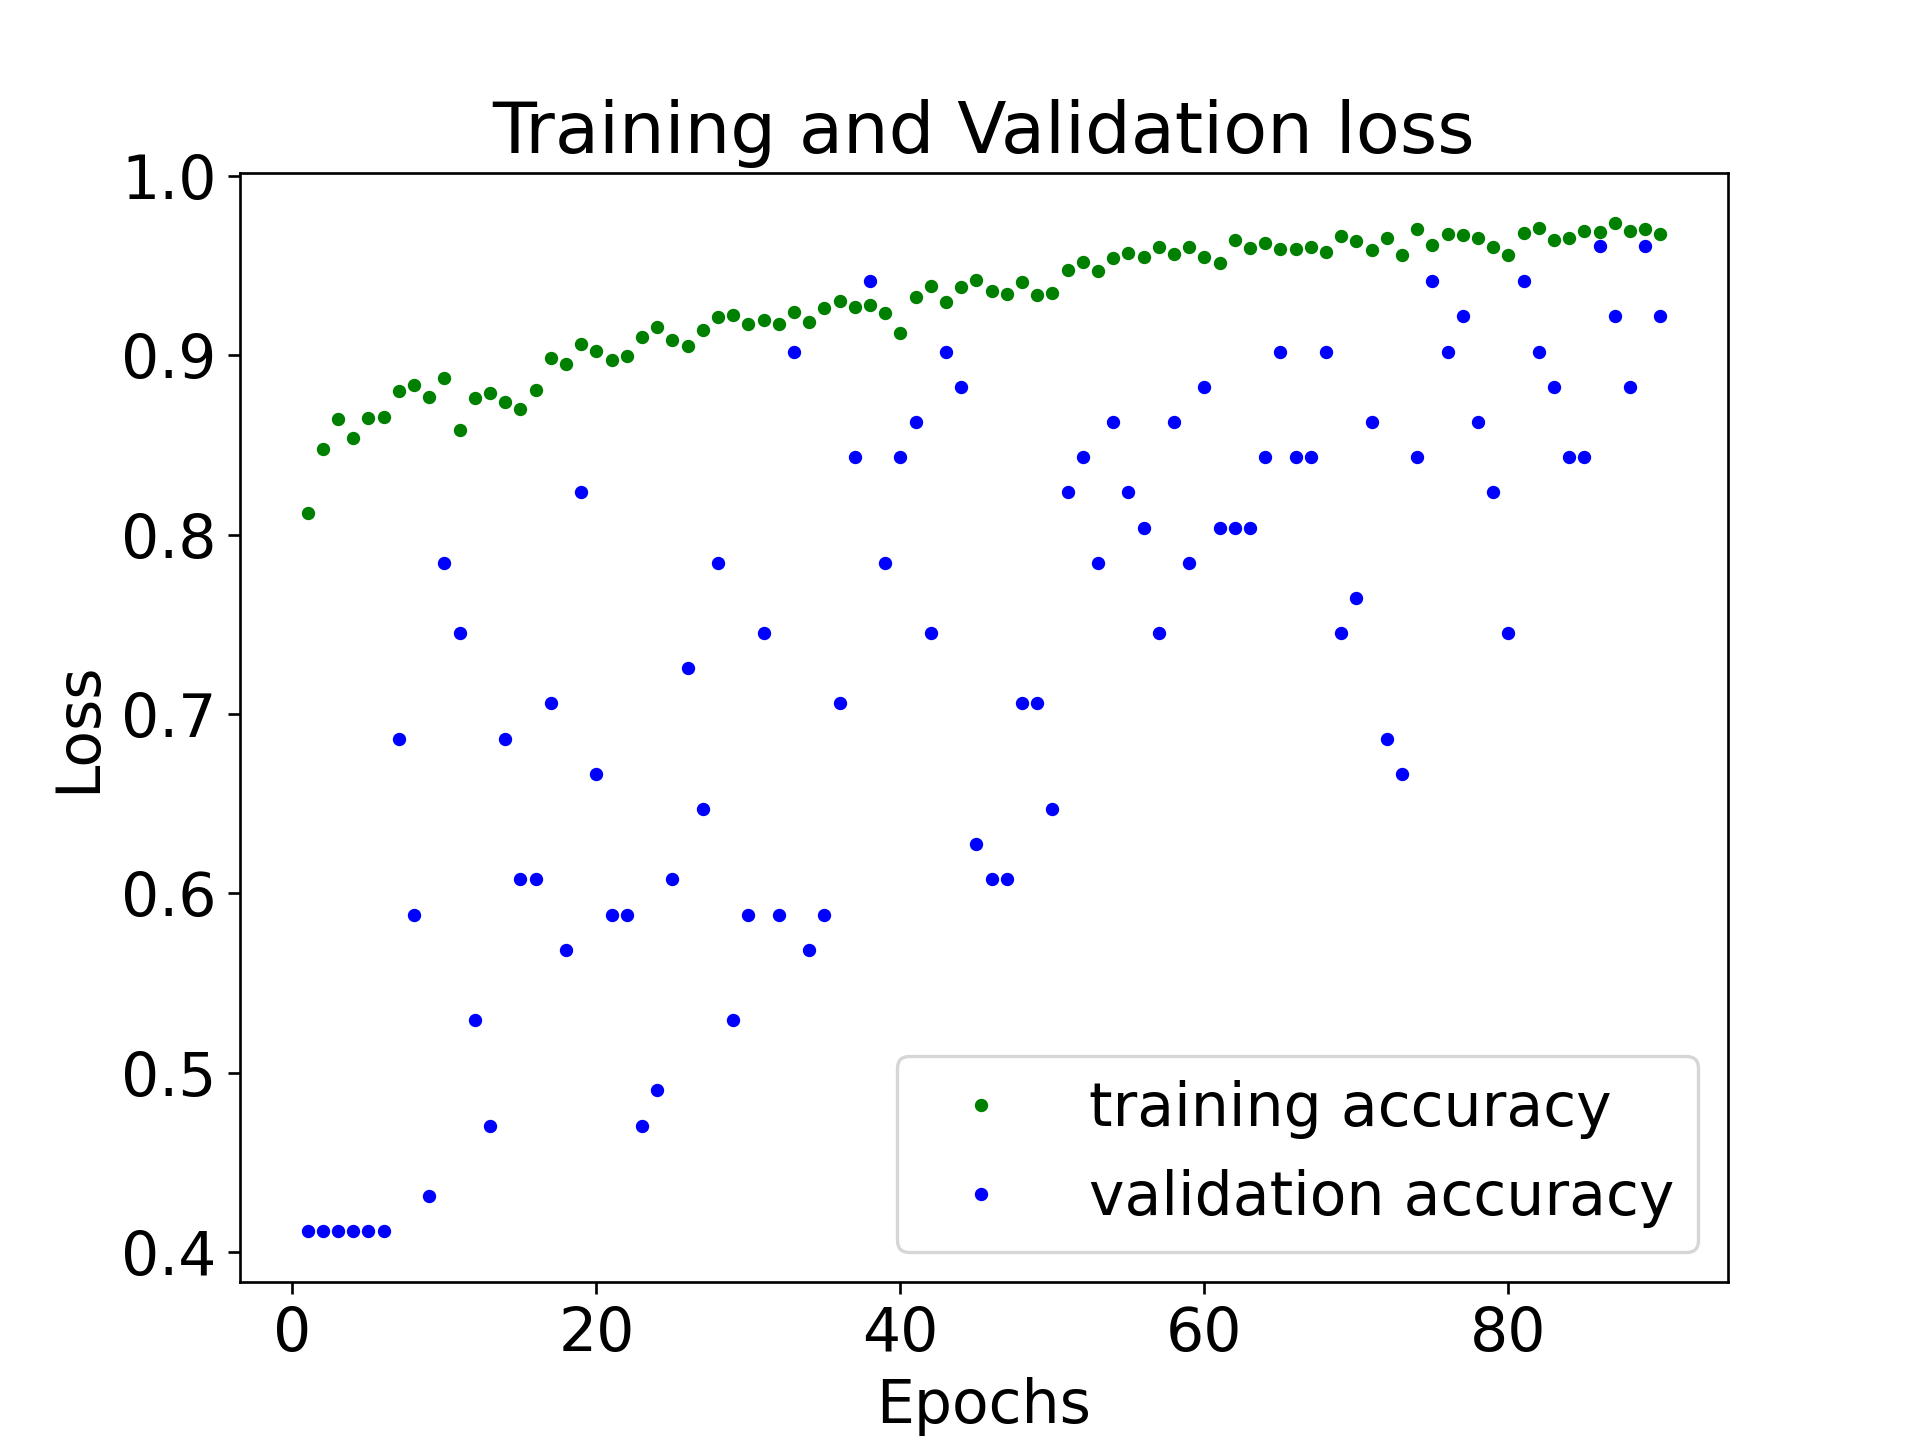 Training and Validation loss
1.0
0.9
0.8
0.7
0.6
0.5
0.4
Loss
training accuracy
validation accuracy
0 20 40 60 80
Epochs